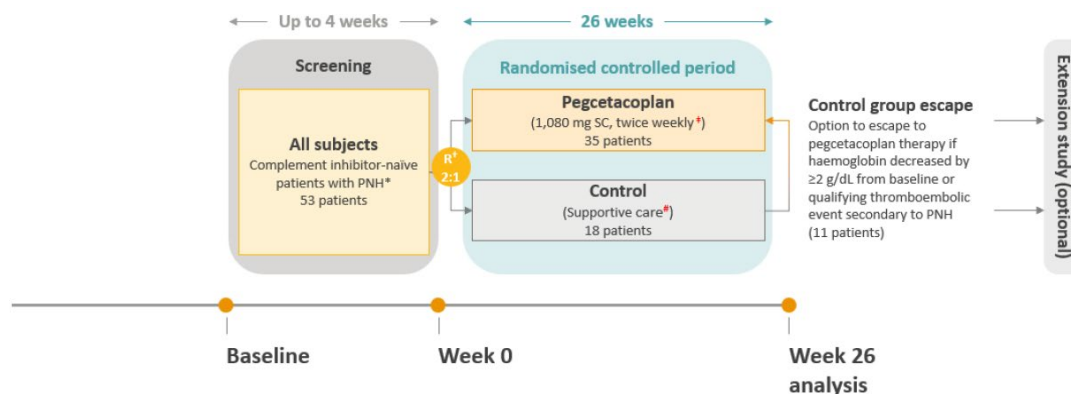 Up to 4 weeks
26 weeks
Screening
All subjects
Complement inhibitor-naïve
patients with PNH*
53 patients
R†
2:1
Randomised controlled period
Pegcetacoplan
(1,080 mg SC, twice weekly‡)
35 patients
Control
(Supportive care#)
18 patients
Control group escape
Option to escape to
pegcetacoplan therapy if
haemoglobin decreased by
≥2 g/dL from baseline or
qualifying thromboembolic
event secondary to PNH
(11 patients)
Extension study (optional)
Baseline
Week 0
Week 26
analysis